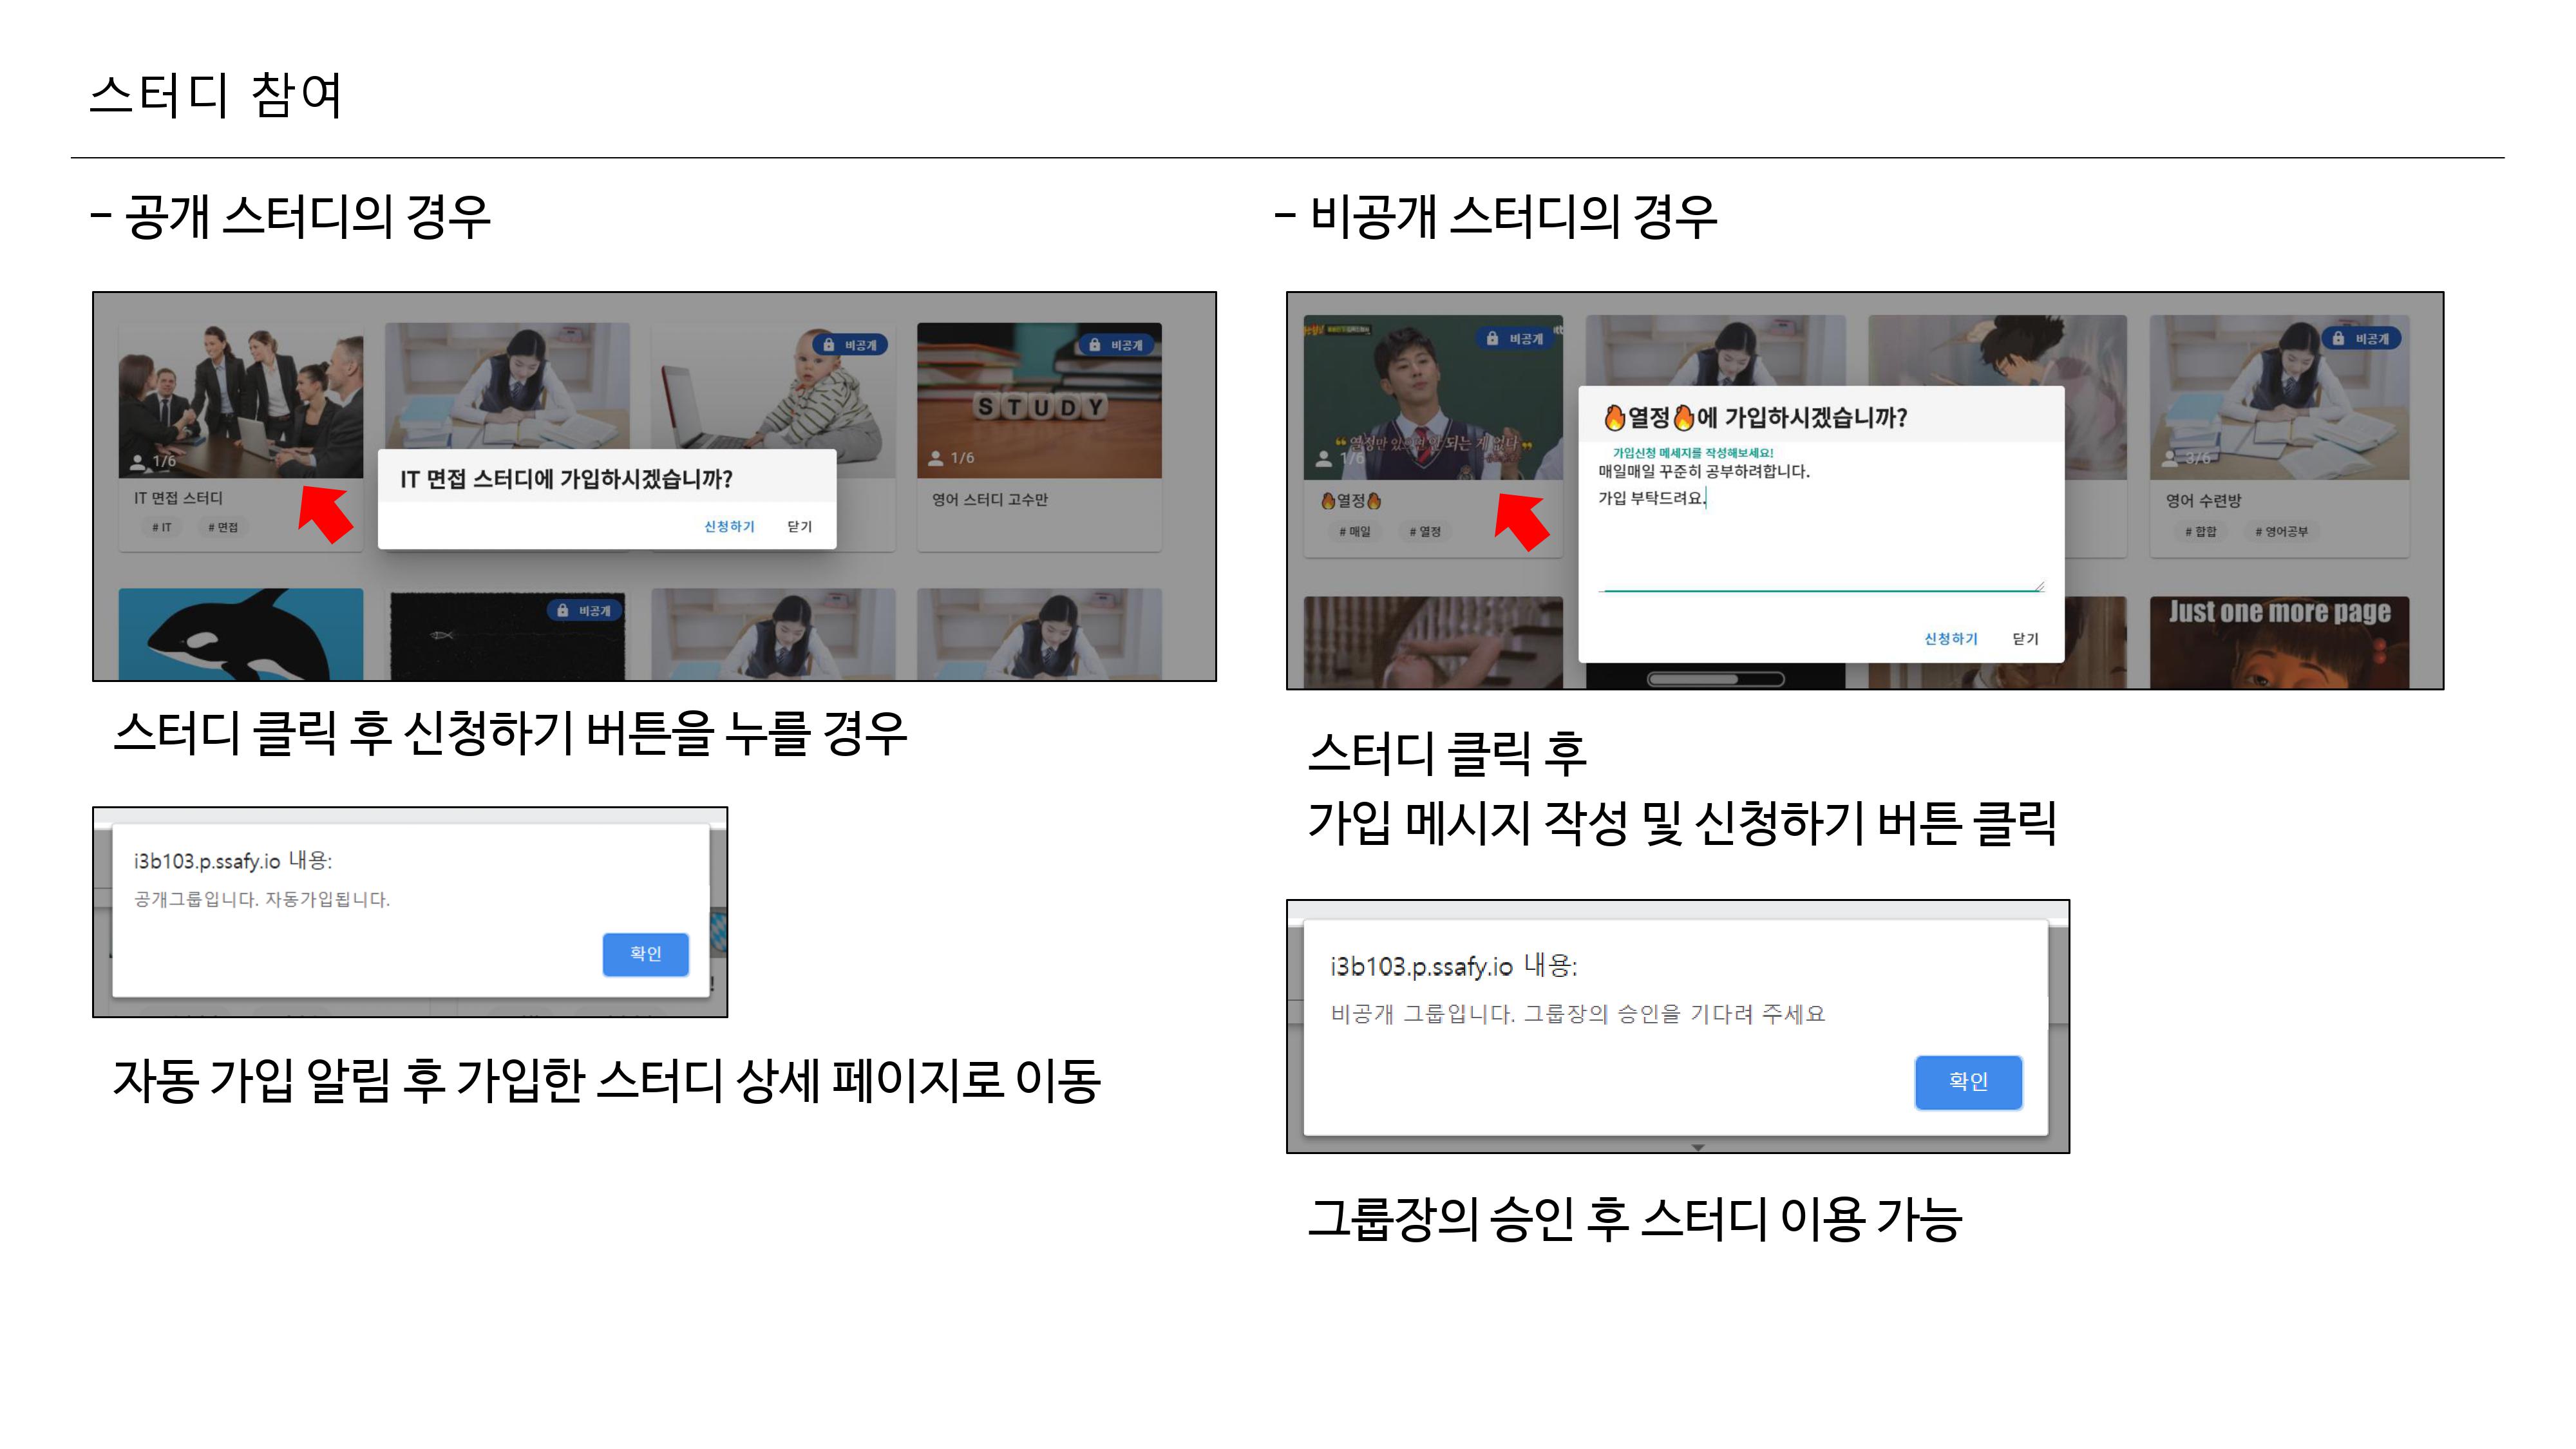 스터디 참여
- 공개 스터디의 경우
비공개
비공개
STUDY
1/6
1/6
IT 면접 스터디에 가입하시겠습니까?
신청하기 닫기
IT 면접 스터디
# IT # 면접
영어 스터디 고수만
비공개
스터디 클릭 후 신청하기 버튼을 누를 경우
i3b103.p.ssafy.io 내용:
공개그룹입니다. 자동가입됩니다.
확인
자동 가입 알림 후 가입한 스터디 상세 페이지로 이동
- 비공개 스터디의 경우
비공개
비공개
1/6
3/6
🔥열정🔥에 가입하시겠습니까?
가입신청 메세지를 작성해보세요!
매일매일 꾸준히 공부하려합니다.
가입 부탁드려요.
신청하기 닫기
🔥열정🔥
# 매일 # 열정
영어 수련방
# 합합 # 영어공부
Just one more page
스터디 클릭 후
가입 메시지 작성 및 신청하기 버튼 클릭
i3b103.p.ssafy.io 내용:
비공개 그룹입니다. 그룹장의 승인을 기다려 주세요
확인
그룹장의 승인 후 스터디 이용 가능